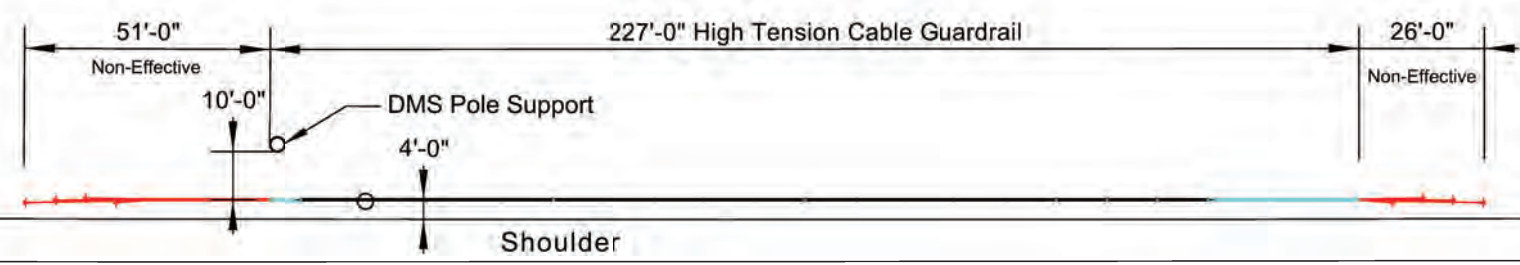 51'-0"
227'-0" High Tension Cable Guardrail
26'-0"
Non-Effective
Non-Effective
10'-0"
DMS Pole Support
4'-0"
Shoulder